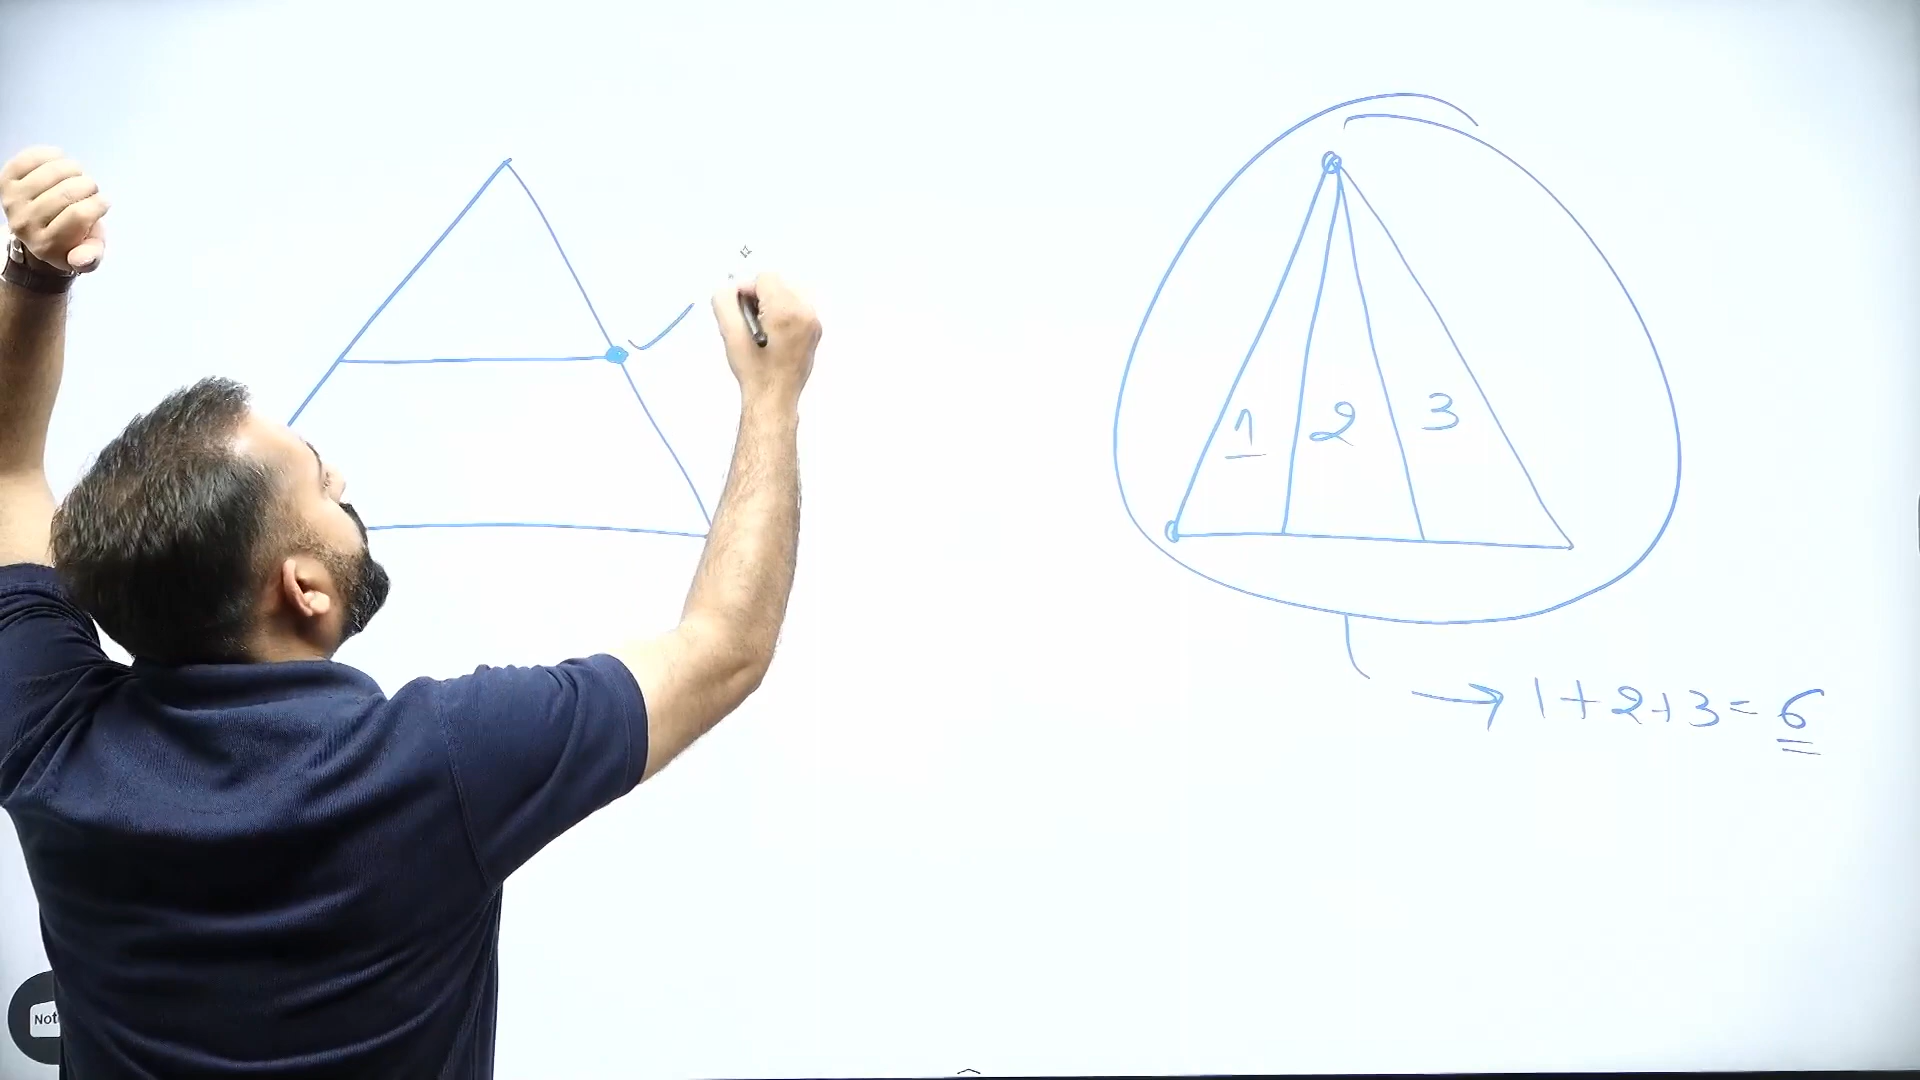 1 2 3
→ 1+2+3= 6